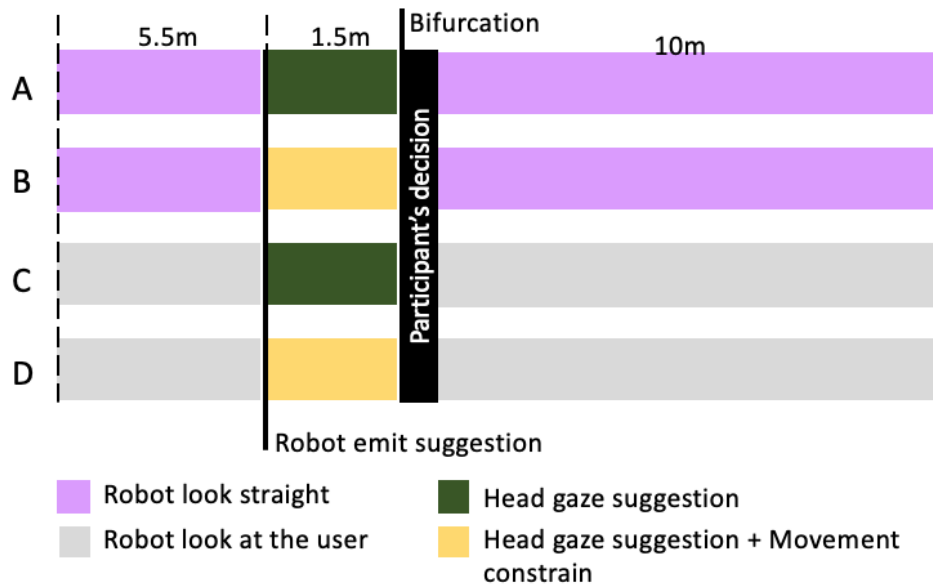 Bifurcation
5.5m
1.5m
10m
A
B
C
D
Participant's decision
Robot emit suggestion
Robot look straight
Head gaze suggestion
Robot look at the user
Head gaze suggestion + Movement
constrain